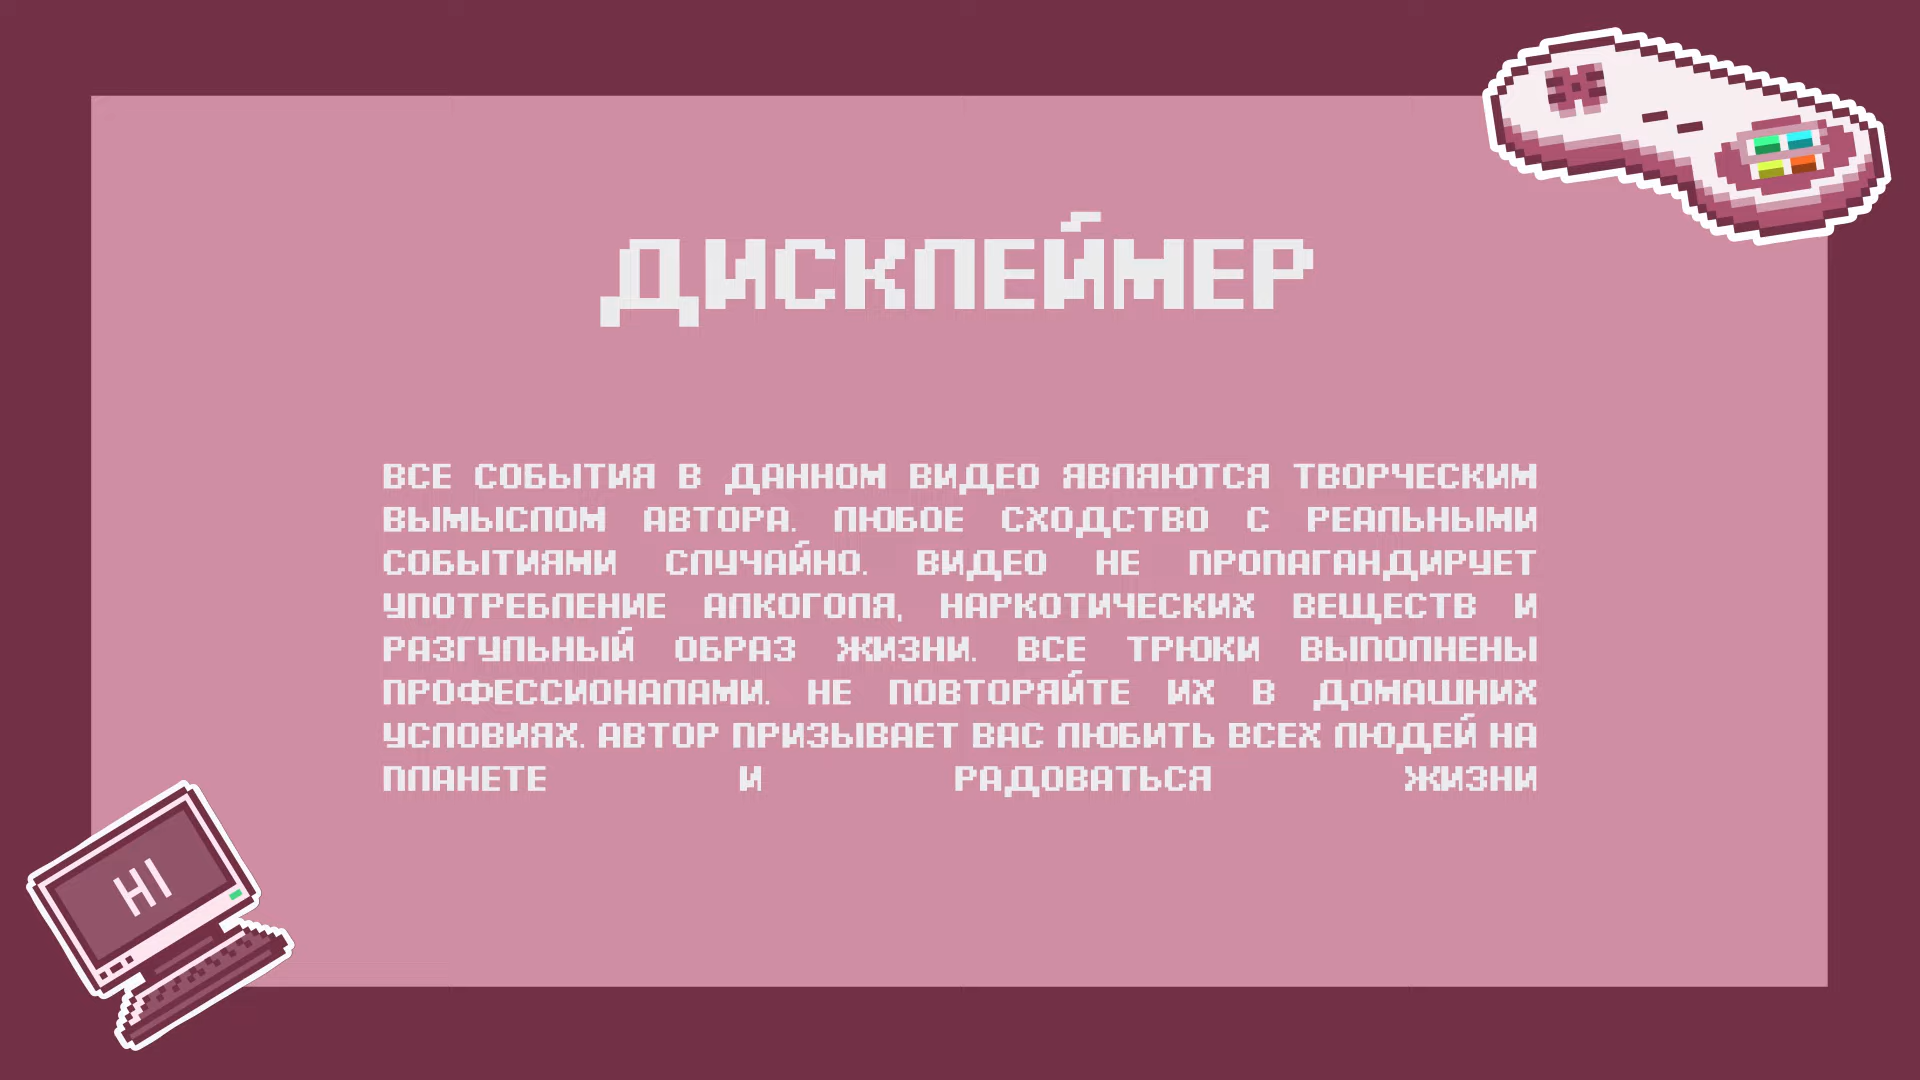 ДИСКЛЕЙМЕР
ВСЕ СОБЫТИЯ В ДАННОМ ВИДЕО ЯВЛЯЮТСЯ ТВОРЧЕСКИМ
ВЫМЫСЛОМ АВТОРА. ЛЮБОЕ СХОДСТВО С РЕАЛЬНЫМИ
СОБЫТИЯМИ СЛУЧАЙНО. ВИДЕО НЕ ПРОПАГАНДИРУЕТ
УПОТРЕБЛЕНИЕ АЛКОГОЛЯ, НАРКОТИЧЕСКИХ ВЕЩЕСТВ И
РАЗГУЛЬНЫЙ ОБРАЗ ЖИЗНИ. ВСЕ ТРЮКИ ВЫПОЛНЕНЫ
ПРОФЕССИОНАЛАМИ. НЕ ПОВТОРЯЙТЕ ИХ В ДОМАШНИХ
УСЛОВИЯХ. АВТОР ПРИЗЫВАЕТ ВАС ЛЮБИТЬ ВСЕХ ЛЮДЕЙ НА
ПЛАНЕТЕ И РАДОВАТЬСЯ ЖИЗНИ
HI